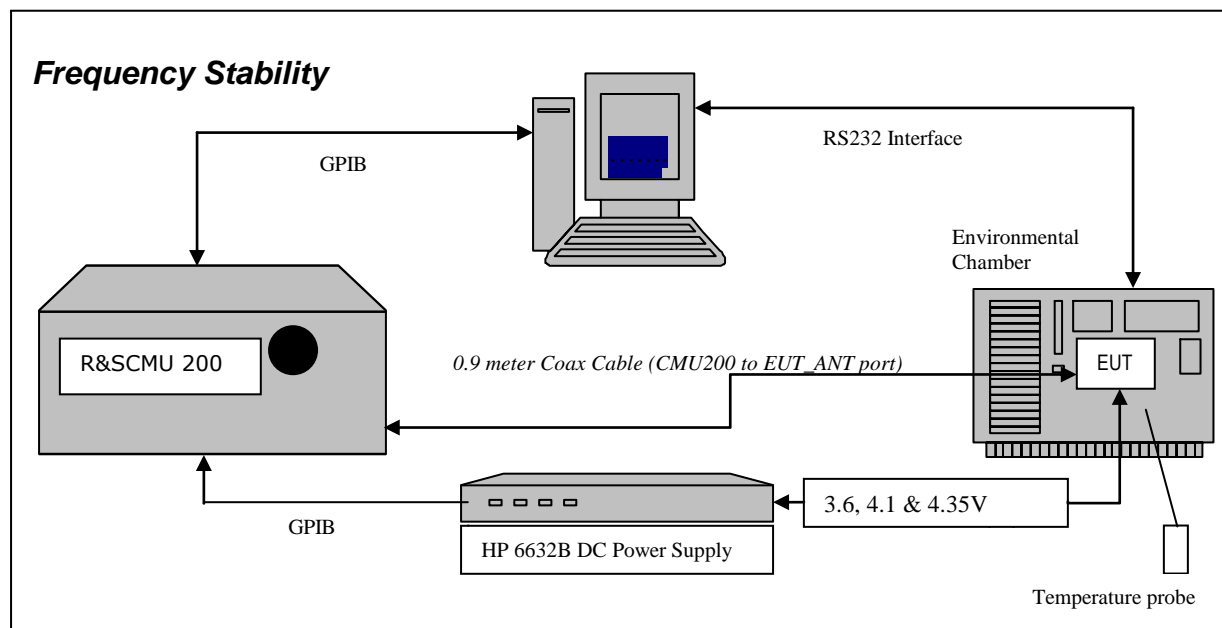 Frequency Stability
GPIB
RS232 Interface
Environmental
Chamber
R&SCMU 200
0.9 meter Coax Cable (CMU200 to EUT_ANT port)
EUT
3.6, 4.1 & 4.35V
GPIB
HP 6632B DC Power Supply
Temperature probe